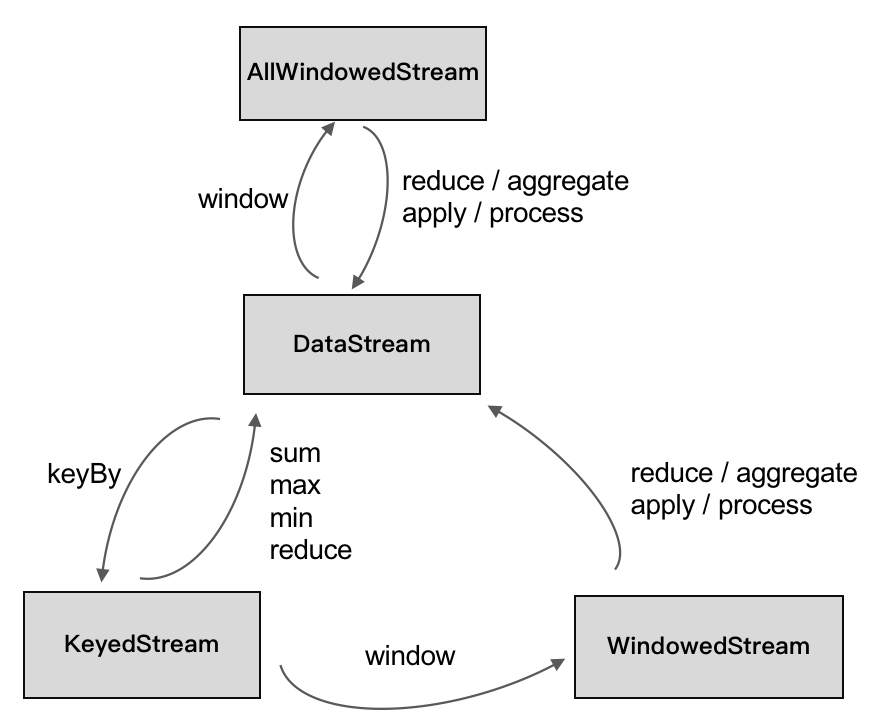 AllWindowedStream
window
reduce / aggregate
apply / process
DataStream
keyBy
sum
max
min
reduce
reduce / aggregate
apply / process
KeyedStream
window
WindowedStream